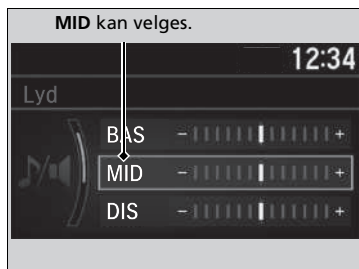 MID kan velges.
12:34
Lyd
BAS - +
MID - +
DIS - +